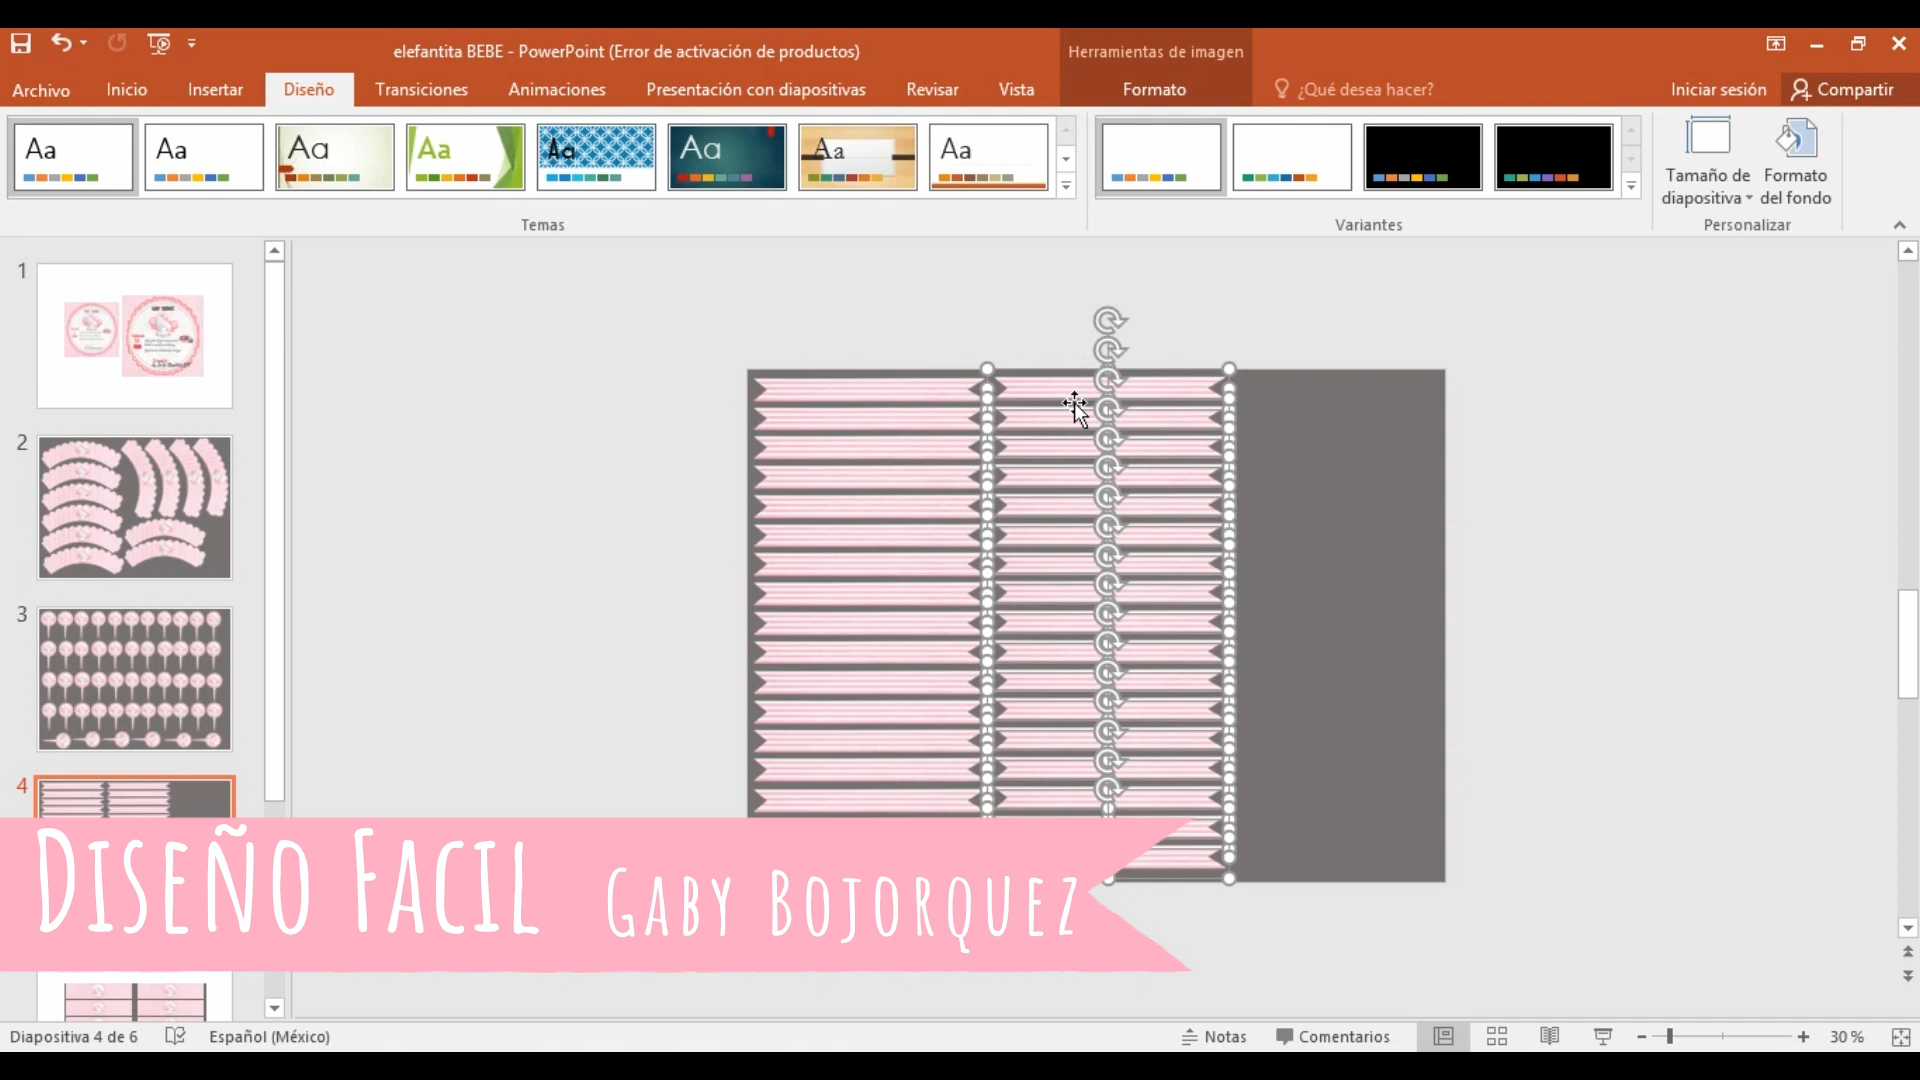 elefantita BEBE - PowerPoint (Error de activación de productos)
Herramientas de imagen
Archivo Inicio Insertar Diseño Transiciones Animaciones Presentación con diapositivas Revisar Vista Formato ¿Qué desea hacer? Iniciar sesión Compartir
Aa Aa Aa Aa Aa Aa Aa Aa
Tamaño de diapositiva
Formato del fondo
Temas Variantes Personalizar
1
2
3
4
DISEÑO FACIL GABY BOJORQUEZ
Diapositiva 4 de 6 Español (México) Notas Comentarios 30 %